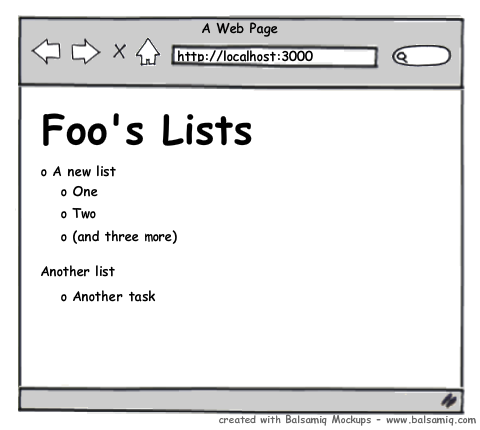 A Web Page
http://localhost:3000
Foo's Lists
o A new list
o One
o Two
o (and three more)
Another list
o Another task
created with Balsamiq Mockups - www.balsamiq.com